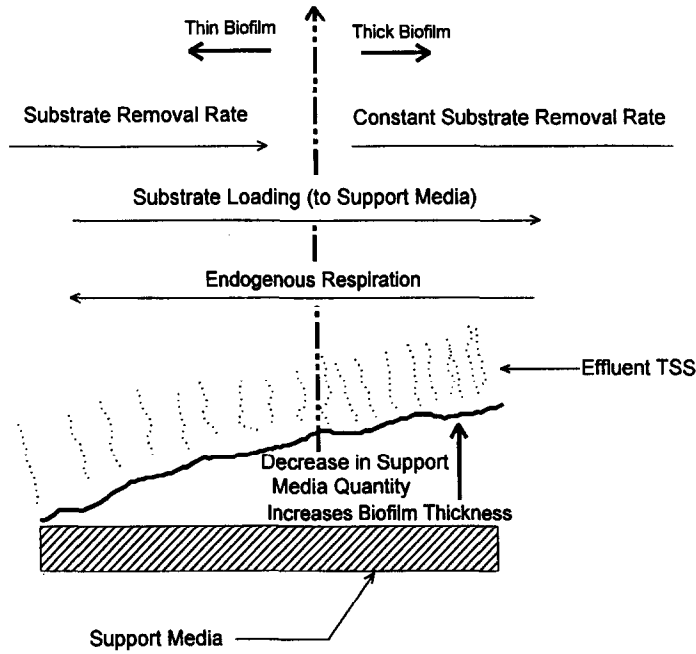 Thin Biofilm
Thick Biofilm
Substrate Removal Rate
Constant Substrate Removal Rate
Substrate Loading (to Support Media)
Endogenous Respiration
Effluent TSS
Decrease in Support
Media Quantity
Increases Biofilm Thickness
Support Media